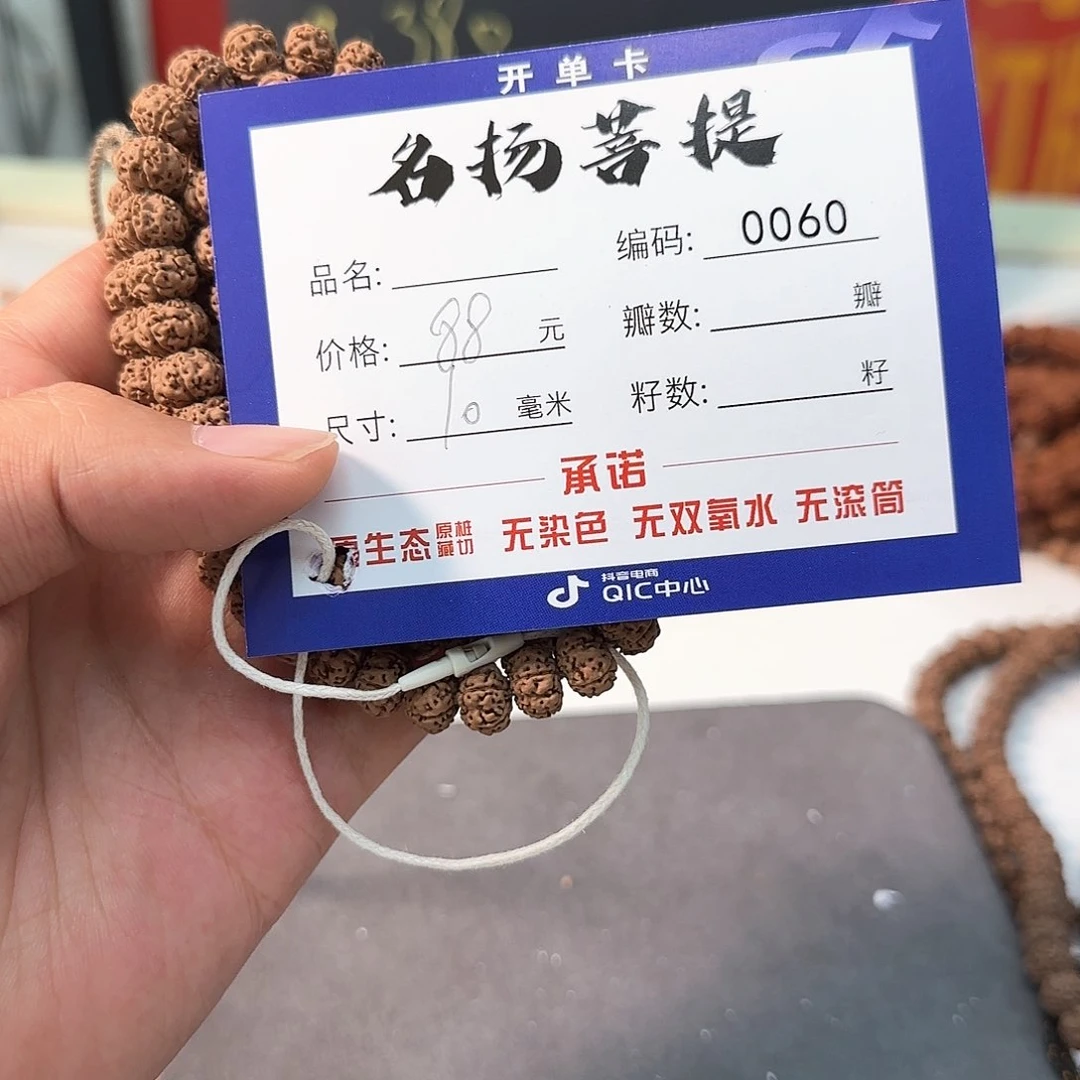 开单卡
名扬菩提
品名: 编码: 0060
价格: 88 元 瓣数: 瓣
尺寸: 10 毫米 籽数: 籽
承诺
原生态原桩藏切 无染色 无双氧水 无滚筒
抖音电商
QIC中心